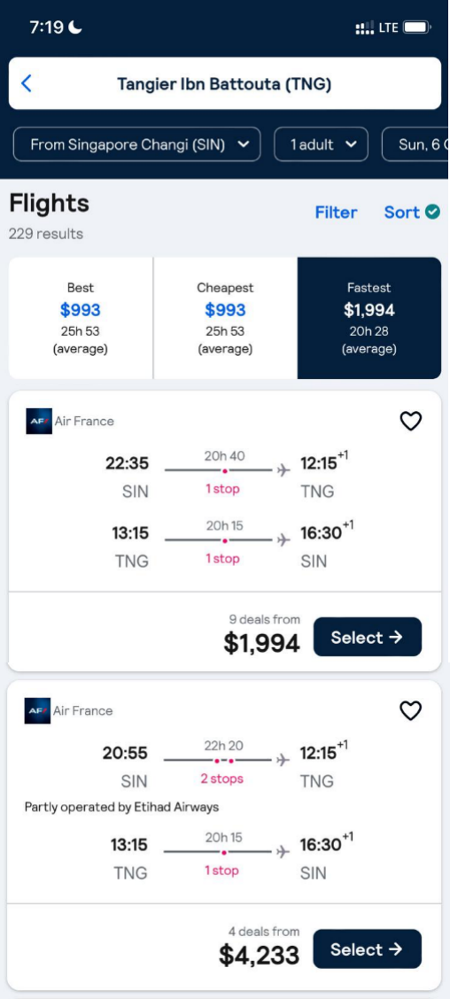 7:19
LTE
Tangier Ibn Battouta (TNG)
From Singapore Changi (SIN)
1 adult
Sun, 6
Flights
Filter
Sort
229 results
Best
$993
25h 53
(average)
Cheapest
$993
25h 53
(average)
Fastest
$1,994
20h 28
(average)
AF
Air France
22:35
20h 40
12:15+1
SIN
1 stop
TNG
13:15
20h 15
16:30+1
TNG
1 stop
SIN
9 deals from
$1,994
Select →
AF
Air France
20:55
22h 20
12:15+1
SIN
2 stops
TNG
Partly operated by Etihad Airways
13:15
20h 15
16:30+1
TNG
1 stop
SIN
4 deals from
$4,233
Select →